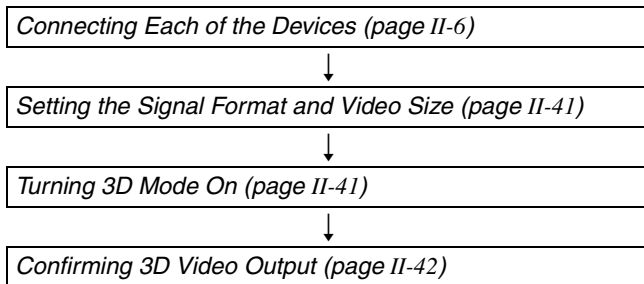 Connecting Each of the Devices (page II-6)
Setting the Signal Format and Video Size (page II-41)
Turning 3D Mode On (page II-41)
Confirming 3D Video Output (page II-42)